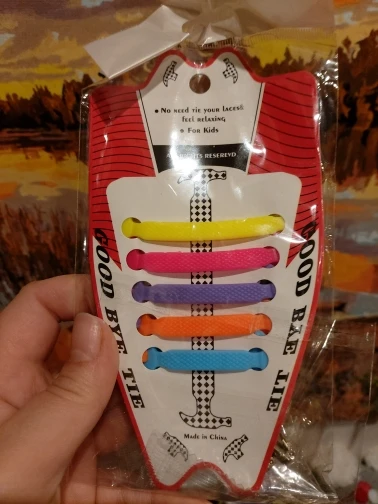 • No need tie your laces!!
feel relaxing
• For Kids
RIGHTS RESEREVD
GOOD BYE TIE
GOOD BYE TIE
Made in China